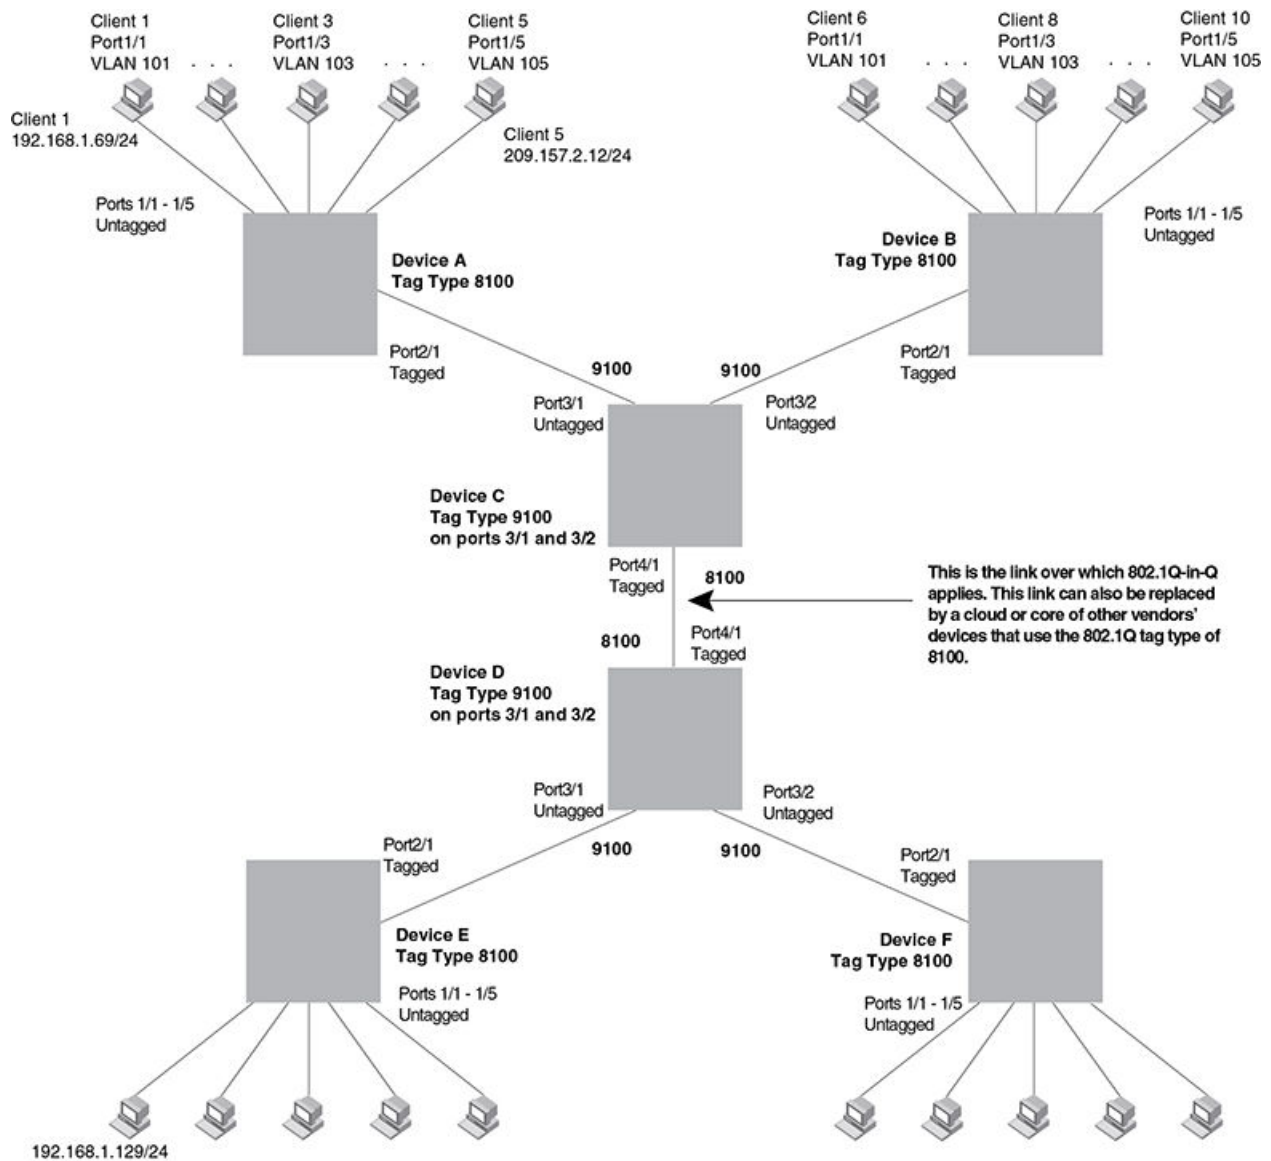 Client 1
Port1/1
VLAN 101
. . .
Client 3
Port1/3
VLAN 103
. . .
Client 5
Port1/5
VLAN 105
Client 6
Port1/1
VLAN 101
. . .
Client 8
Port1/3
VLAN 103
. . .
Client 10
Port1/5
VLAN 105
Client 1
192.168.1.69/24
Client 5
209.157.2.12/24
Ports 1/1 - 1/5
Untagged
Ports 1/1 - 1/5
Untagged
Device A
Tag Type 8100
Device B
Tag Type 8100
Port2/1
Tagged
9100
9100
Port2/1
Tagged
Port3/1
Untagged
Port3/2
Untagged
Device C
Tag Type 9100
on ports 3/1 and 3/2
Port4/1
Tagged
8100
This is the link over which 802.1Q-in-Q
applies. This link can also be replaced
by a cloud or core of other vendors'
devices that use the 802.1Q tag type of
8100.
8100
Port4/1
Tagged
Device D
Tag Type 9100
on ports 3/1 and 3/2
Port3/1
Untagged
Port3/2
Untagged
Port2/1
Tagged
9100
9100
Port2/1
Tagged
Device E
Tag Type 8100
Device F
Tag Type 8100
Ports 1/1 - 1/5
Untagged
Ports 1/1 - 1/5
Untagged
192.168.1.129/24